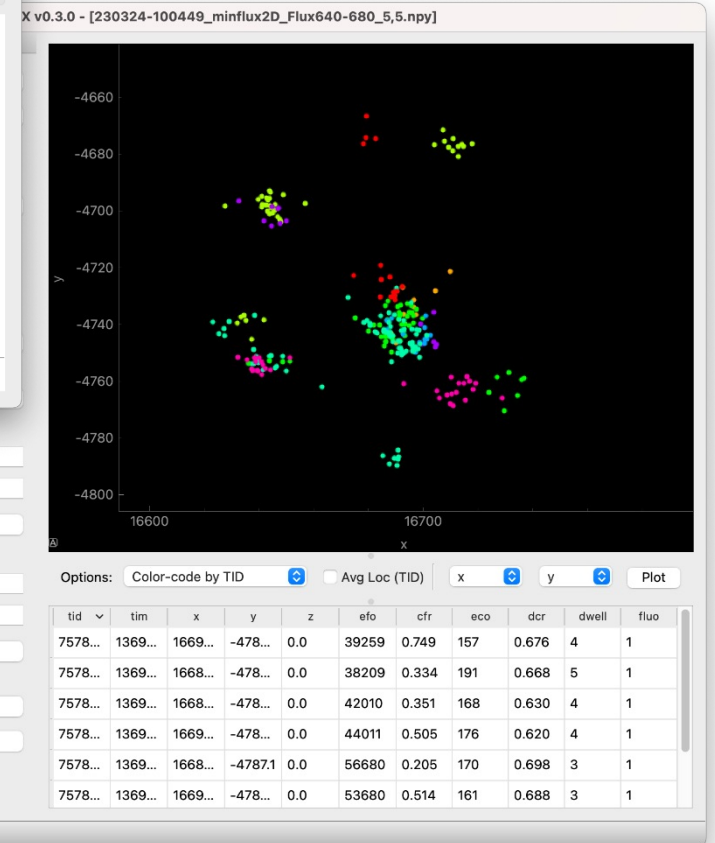 X v0.3.0 - [230324-100449_minflux2D_Flux640-680_5,5.npy]
-4660
-4680
-4700
-4720
y
-4740
-4760
-4780
-4800
16600 16700
x
A
Options: Color-code by TID Avg Loc (TID) x y Plot
tid tim x y z efo cfr eco dcr dwell fluo
7578... 1369... 1669... -478... 0.0 39259 0.749 157 0.676 4 1
7578... 1369... 1668... -478... 0.0 38209 0.334 191 0.668 5 1
7578... 1369... 1669... -478... 0.0 42010 0.351 168 0.630 4 1
7578... 1369... 1669... -478... 0.0 44011 0.505 176 0.620 4 1
7578... 1369... 1668... -4787.1 0.0 56680 0.205 170 0.698 3 1
7578... 1369... 1669... -478... 0.0 53680 0.514 161 0.688 3 1